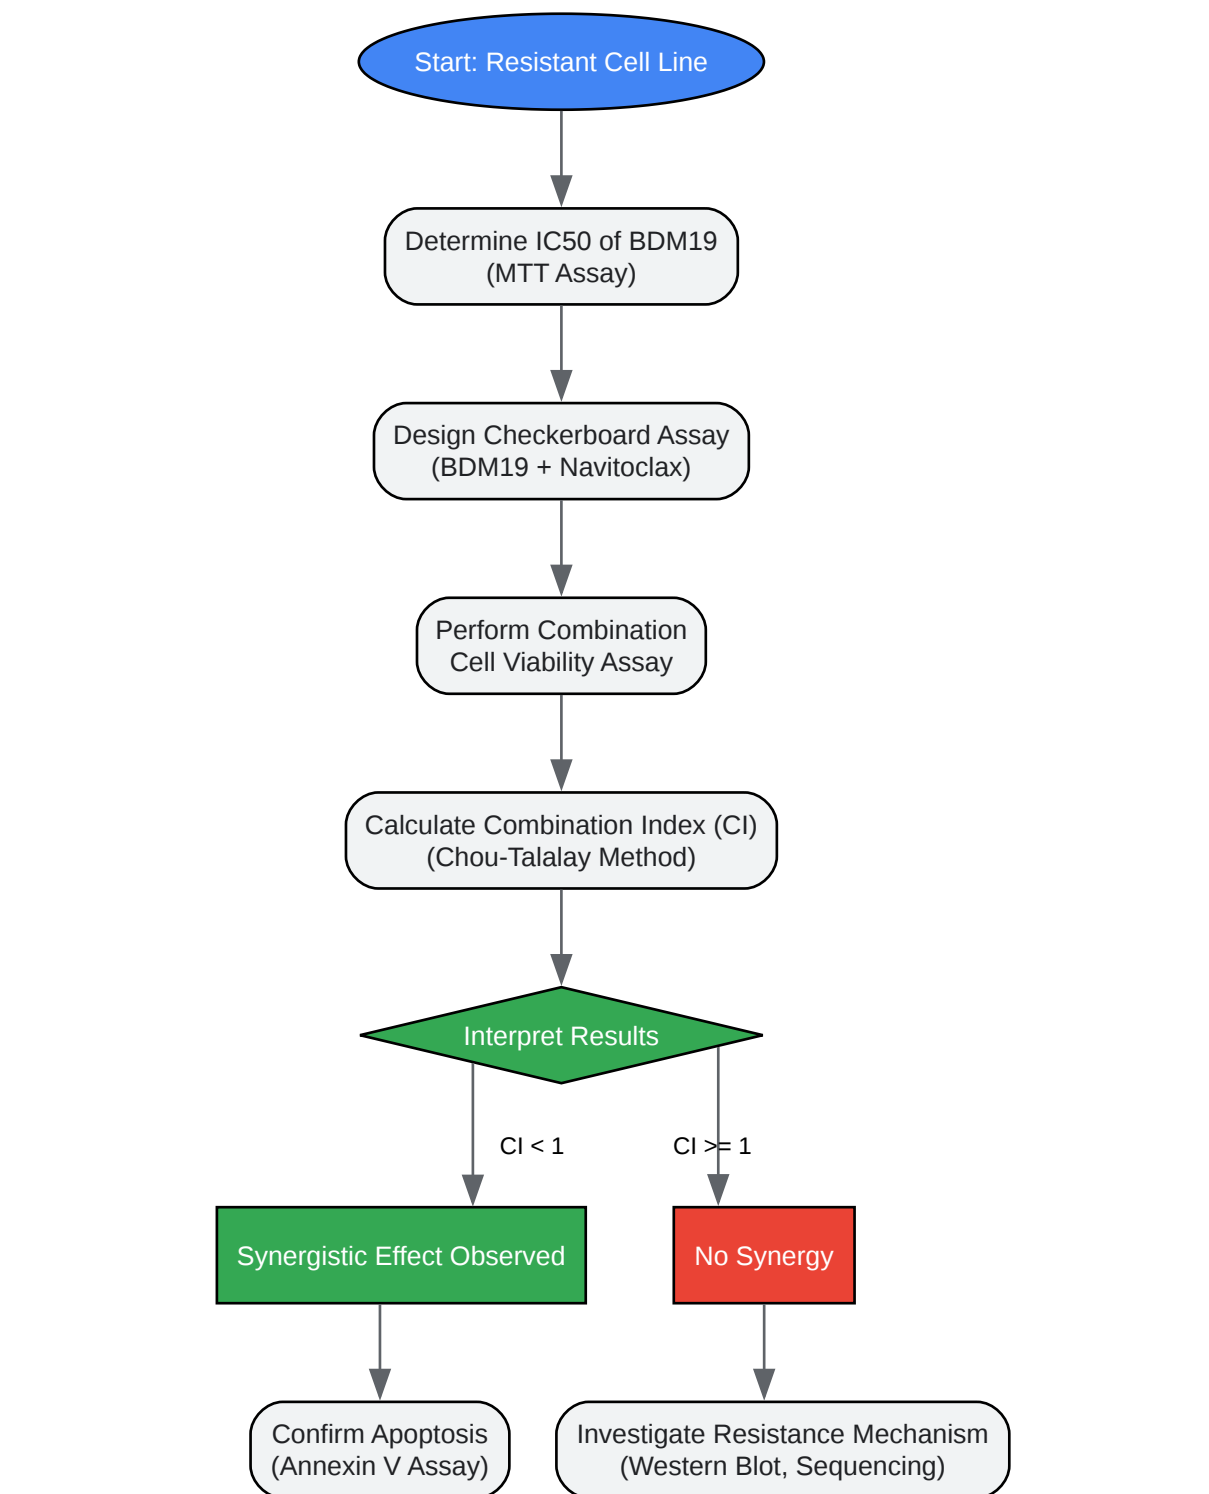 Start: Resistant Cell Line
Determine IC50 of BDM19
(MTT Assay)
Design Checkerboard Assay
(BDM19 + Navitoclax)
Perform Combination
Cell Viability Assay
Calculate Combination Index (CI)
(Chou-Talalay Method)
Interpret Results
CI < 1
CI >= 1
Synergistic Effect Observed
No Synergy
Confirm Apoptosis
(Annexin V Assay)
Investigate Resistance Mechanism
(Western Blot, Sequencing)